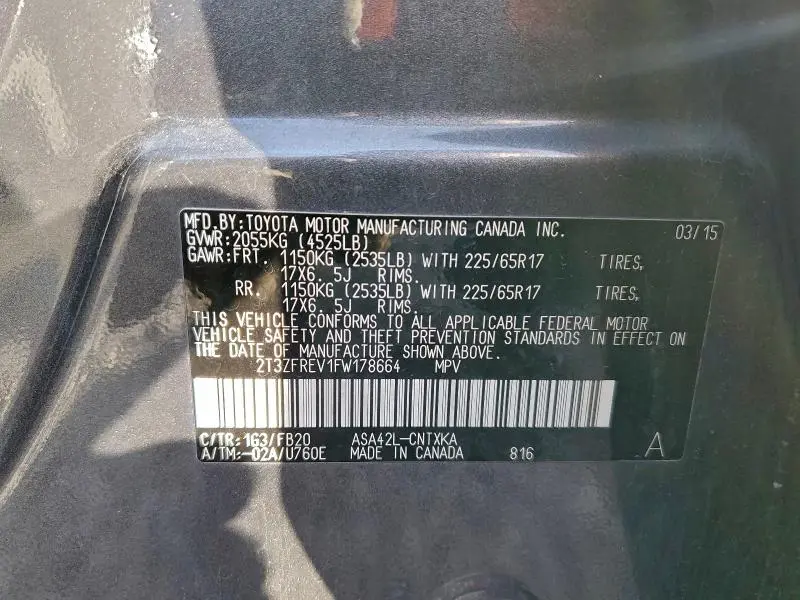 MFD.BY:TOYOTA MOTOR MANUFACTURING CANADA INC. 03/15
GVWR:2055KG (4525LB)
GAWR:FRT. 1150KG (2535LB) WITH 225/65R17 TIRES,
17X6. 5J RIMS.
RR. 1150KG (2535LB) WITH 225/65R17 TIRES,
17X6. 5J RIMS.
THIS VEHICLE CONFORMS TO ALL APPLICABLE FEDERAL MOTOR
VEHICLE SAFETY AND THEFT PREVENTION STANDARDS IN EFFECT ON
THE DATE OF MANUFACTURE SHOWN ABOVE.
2T3ZFREV1FW178664 MPV
C/TR:1G3/FB20 ASA42L-CNTXKA
A/TM:-02A/U760E MADE IN CANADA 816 A